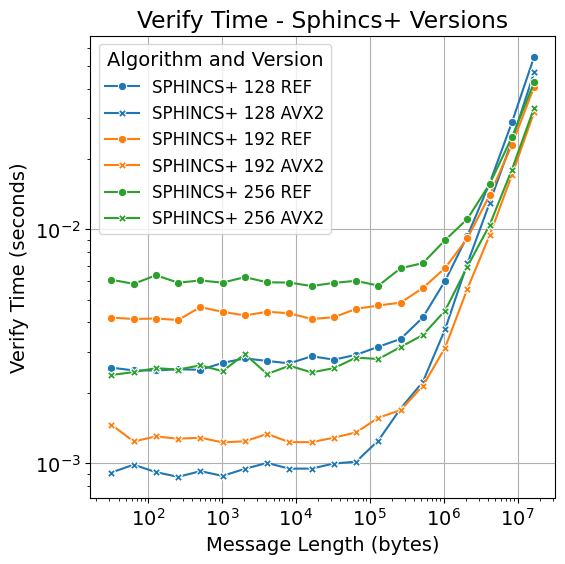 Verify Time - Sphincs+ Versions
Algorithm and Version
SPHINCS+ 128 REF
SPHINCS+ 128 AVX2
SPHINCS+ 192 REF
SPHINCS+ 192 AVX2
SPHINCS+ 256 REF
SPHINCS+ 256 AVX2
Verify Time (seconds)
10⁻²
10⁻³
10² 10³ 10⁴ 10⁵ 10⁶ 10⁷
Message Length (bytes)